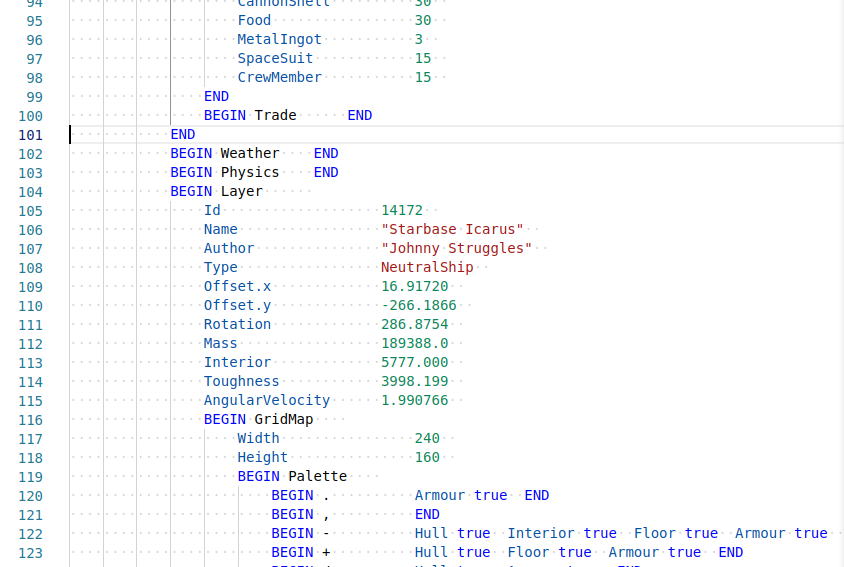 94 CannonShell 30
95 Food 30
96 MetalIngot 3
97 SpaceSuit 15
98 CrewMember 15
99 END
100 BEGIN Trade END
101 END
102 BEGIN Weather END
103 BEGIN Physics END
104 BEGIN Layer
105 Id 14172
106 Name "Starbase Icarus"
107 Author "Johnny Struggles"
108 Type NeutralShip
109 Offset.x 16.91720
110 Offset.y -266.1866
111 Rotation 286.8754
112 Mass 189388.0
113 Interior 5777.000
114 Toughness 3998.199
115 AngularVelocity 1.990766
116 BEGIN GridMap
117 Width 240
118 Height 160
119 BEGIN Palette
120 BEGIN . Armour true END
121 BEGIN , END
122 BEGIN - Hull true Interior true Floor true Armour true
123 BEGIN + Hull true Floor true Armour true END